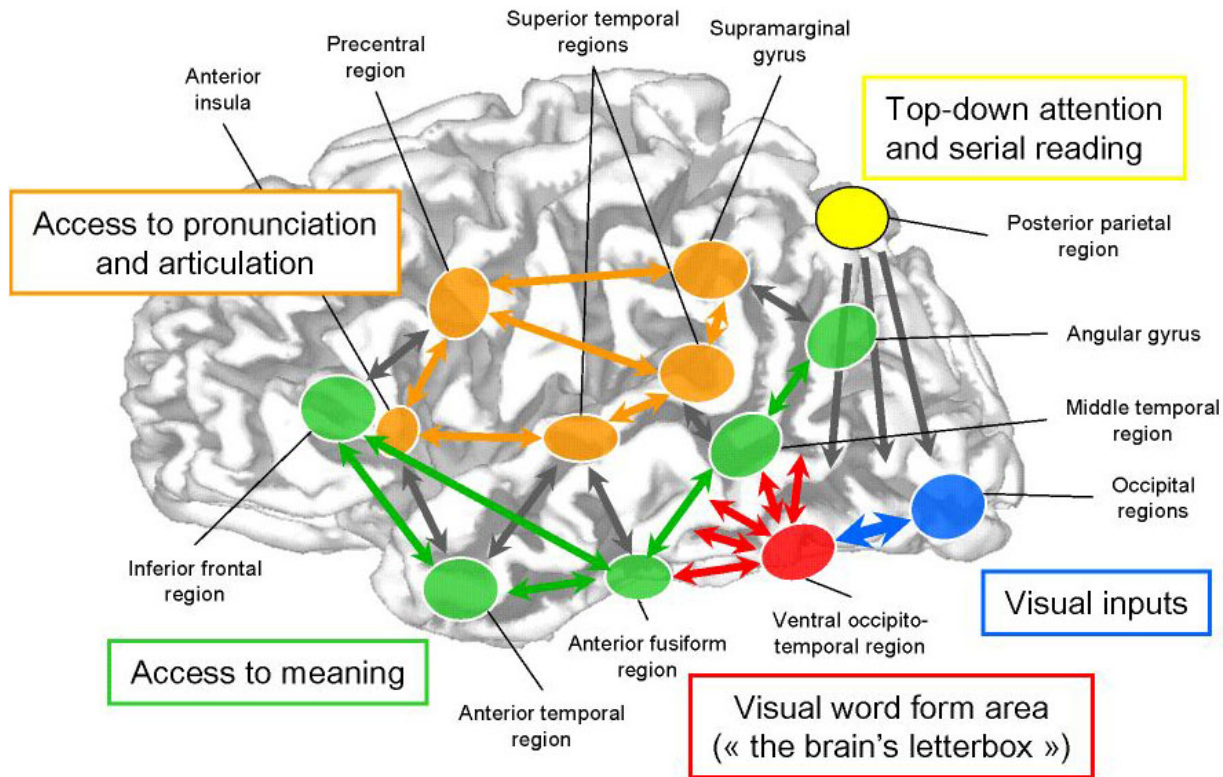 Superior temporal
regions
Supramarginal
gyrus
Precentral
region
Anterior
insula
Top-down attention
and serial reading
Access to pronunciation
and articulation
Posterior parietal
region
Angular gyrus
Middle temporal
region
Occipital
regions
Inferior frontal
region
Visual inputs
Ventral occipito-
temporal region
Anterior fusiform
region
Access to meaning
Anterior temporal
region
Visual word form area
(« the brain's letterbox »)